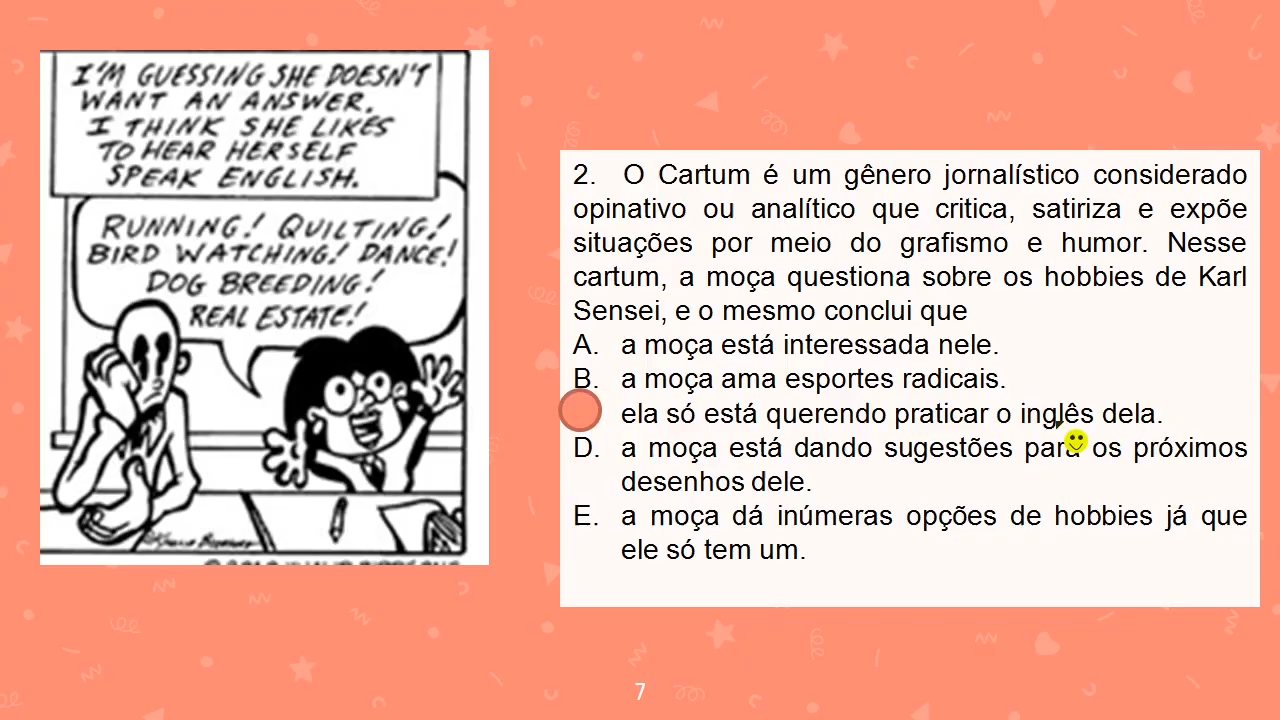 I'M GUESSING SHE DOESN'T
WANT AN ANSWER.
I THINK SHE LIKES
TO HEAR HERSELF
SPEAK ENGLISH.
RUNNING! QUILTING!
BIRD WATCHING! DANCE!
DOG BREEDING!
REAL ESTATE!
2. O Cartum é um gênero jornalístico considerado
opinativo ou analítico que critica, satiriza e expõe
situações por meio do grafismo e humor. Nesse
cartum, a moça questiona sobre os hobbies de Karl
Sensei, e o mesmo conclui que
A. a moça está interessada nele.
B. a moça ama esportes radicais.
ela só está querendo praticar o inglês dela.
D. a moça está dando sugestões para os próximos
desenhos dele.
E. a moça dá inúmeras opções de hobbies já que
ele só tem um.
7